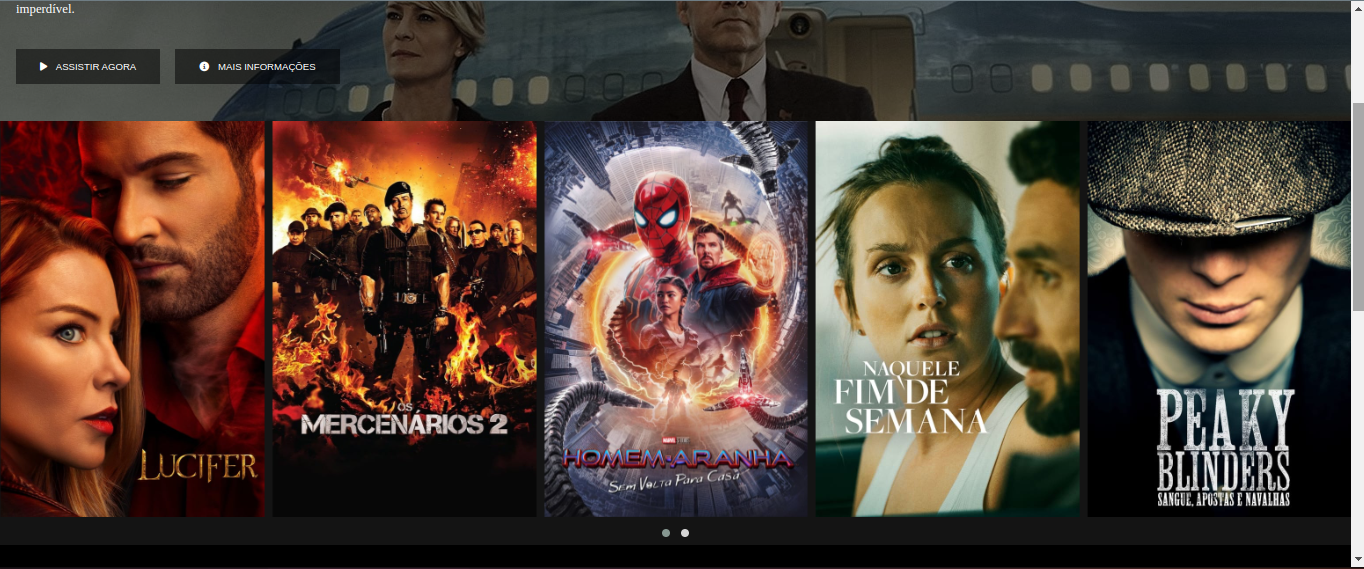 imperdível.
ASSISTIR AGORA
MAIS INFORMAÇÕES
LUCIFER
OS
MERCENÁRIOS 2
MARVEL STUDIOS
HOMEM-ARANHA
SEM VOLTA PARA CASA
NAQUELE
FIM DE
SEMANA
PEAKY
BLINDERS
SANGUE, APOSTAS E NAVALHAS